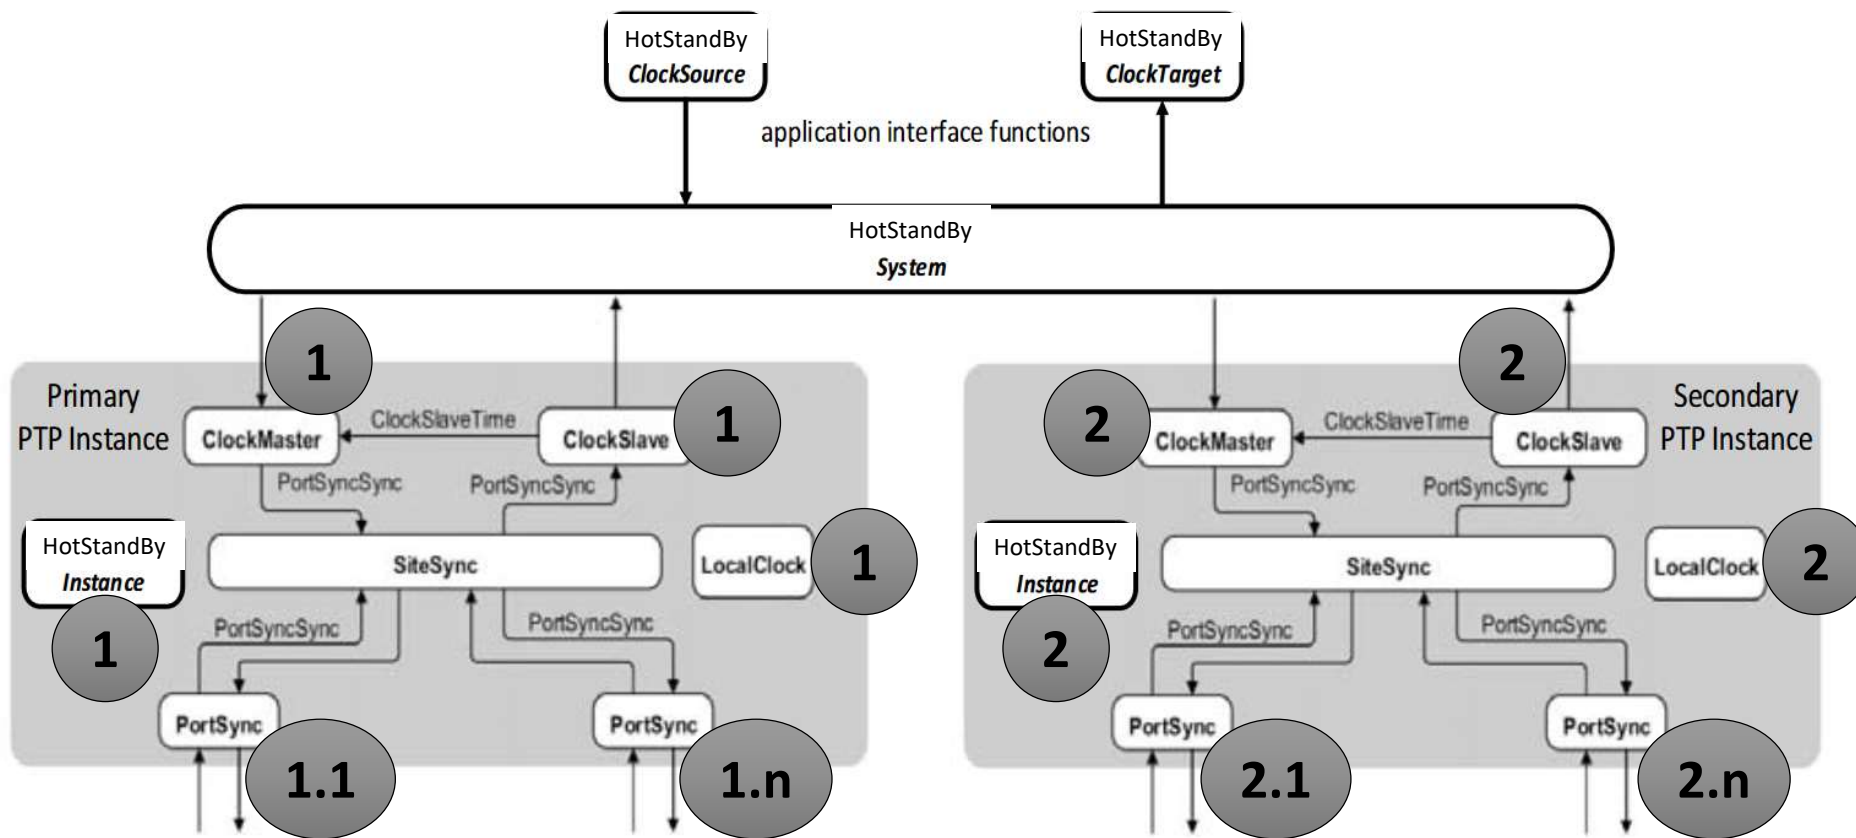 HotStandBy
ClockSource
HotStandBy
ClockTarget
application interface functions
HotStandBy
System
1
2
Primary
PTP Instance
ClockMaster
ClockSlaveTime
ClockSlave
1
2
ClockMaster
ClockSlaveTime
ClockSlave
Secondary
PTP Instance
PortSyncSync
PortSyncSync
PortSyncSync
PortSyncSync
HotStandBy
Instance
1
SiteSync
LocalClock
1
HotStandBy
Instance
2
SiteSync
LocalClock
2
PortSyncSync
PortSyncSync
PortSyncSync
PortSyncSync
PortSync
1.1
PortSync
1.n
PortSync
2.1
PortSync
2.n